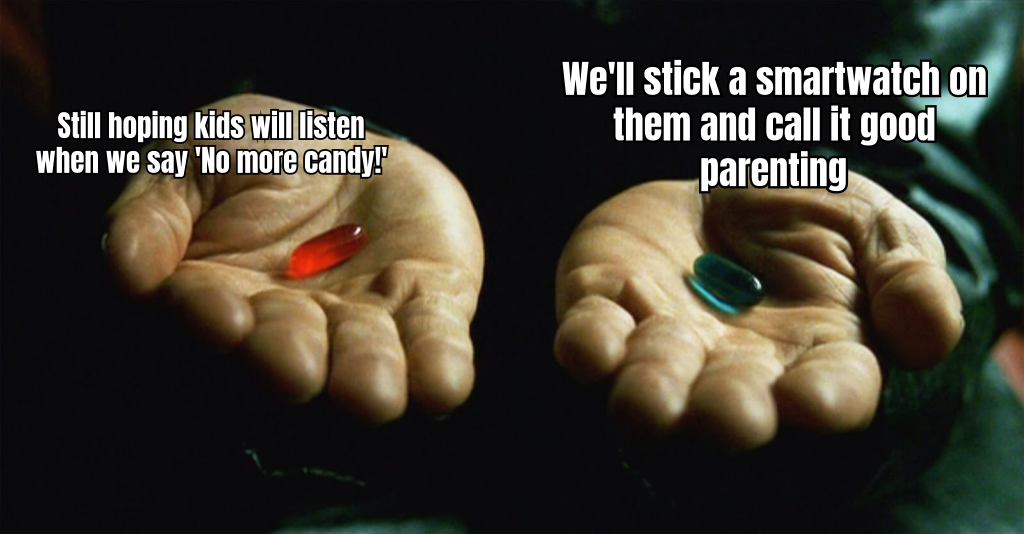 Still hoping kids will listen
when we say 'No more candy!'
We'll stick a smartwatch on
them and call it good
parenting